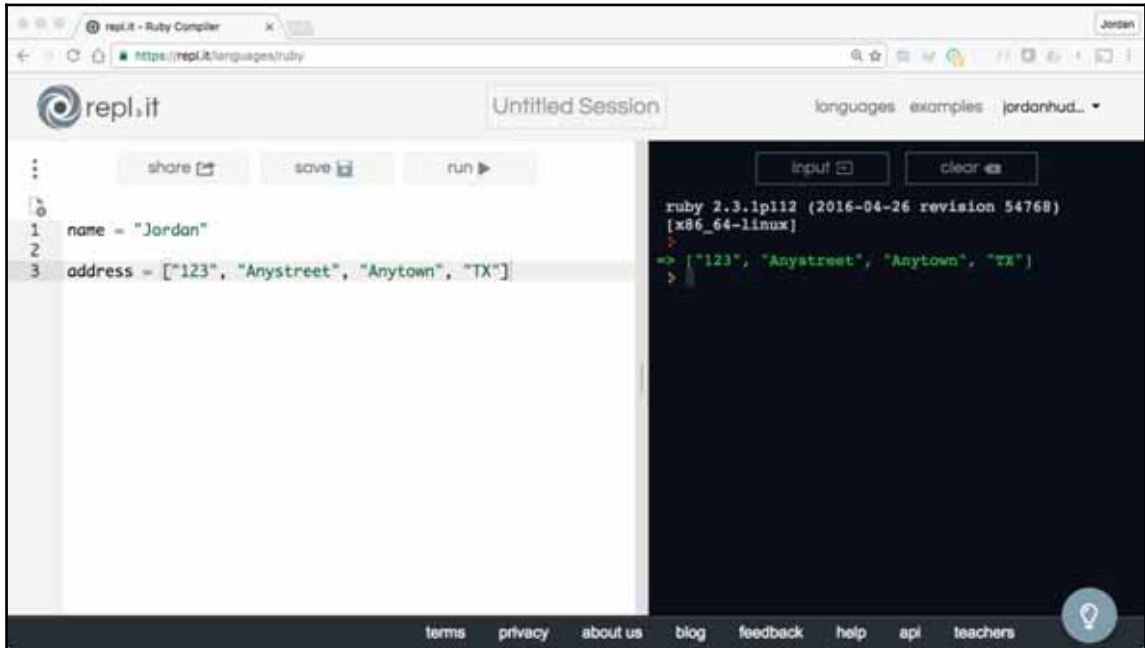 repl.it - Ruby Compiler
Jordan
https://repl.it/languages/ruby
repl.it
Untitled Session
languages examples jordanhud...
share save run
input clear
1 name = "Jordan"
2
3 address = ["123", "Anystreet", "Anytown", "TX"]
ruby 2.3.1p112 (2016-04-26 revision 54768)
[x86_64-linux]
>
=> ["123", "Anystreet", "Anytown", "TX"]
>
terms privacy about us blog feedback help api teachers